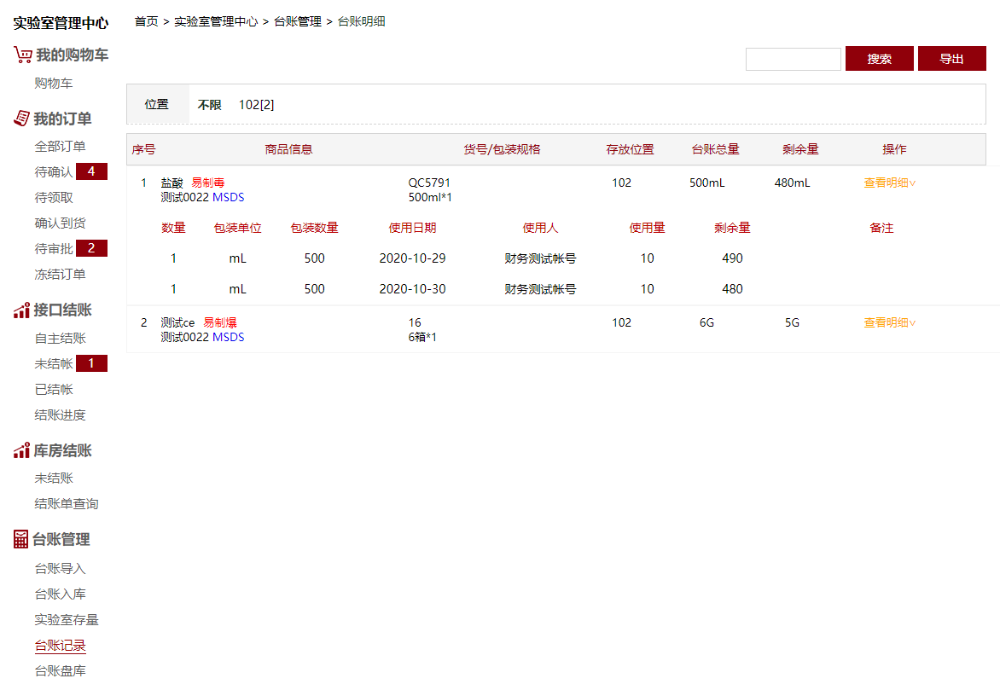 实验室管理中心
首页 > 实验室管理中心 > 台账管理 > 台账明细
我的购物车
购物车
我的订单
全部订单
待确认 4
待领取
确认到货
待审批 2
冻结订单
接口结账
自主结账
未结帐 1
已结帐
结账进度
库房结账
未结账
结账单查询
台账管理
台账导入
台账入库
实验室存量
台账记录
台账盘库
搜索 导出
位置 不限 102[2]
序号 商品信息 货号/包装规格 存放位置 台账总量 剩余量 操作
1 盐酸 易制毒 QC5791 102 500mL 480mL 查看明细˅
测试0022 MSDS 500ml*1
数量 包装单位 包装数量 使用日期 使用人 使用量 剩余量 备注
1 mL 500 2020-10-29 财务测试帐号 10 490
1 mL 500 2020-10-30 财务测试帐号 10 480
2 测试ce 易制爆 16 102 6G 5G 查看明细˅
测试0022 MSDS 6箱*1